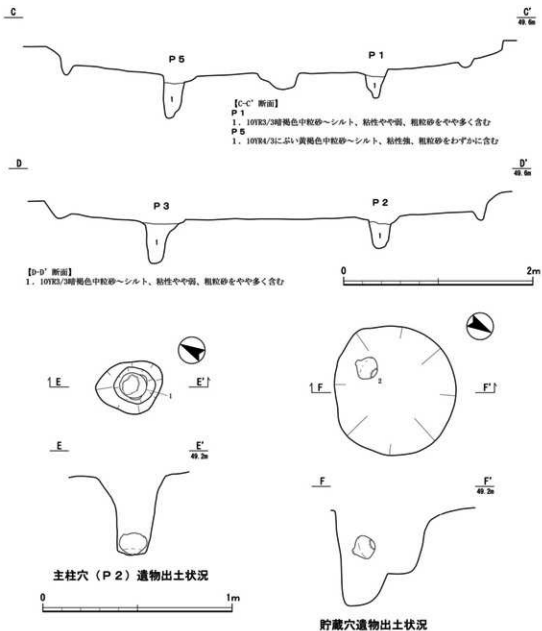 C C'
49.6m
P5 P1
1 1
【C-C' 断面】
P1
1. 10YR3/3暗褐色中粒砂～シルト、粘性やや弱、粗粒砂をやや多く含む
P5
1. 10YR4/3にぶい黄褐色中粒砂～シルト、粘性強、粗粒砂をわずかに含む
D D'
49.6m
P3 P2
1 1
【D-D' 断面】
1. 10YR3/3暗褐色中粒砂～シルト、粘性やや弱、粗粒砂をやや多く含む
0 2m
E E'
1
F F'
2
E E'
49.2m
F F'
49.2m
主柱穴（P2）遺物出土状況
0 1m
貯蔵穴遺物出土状況